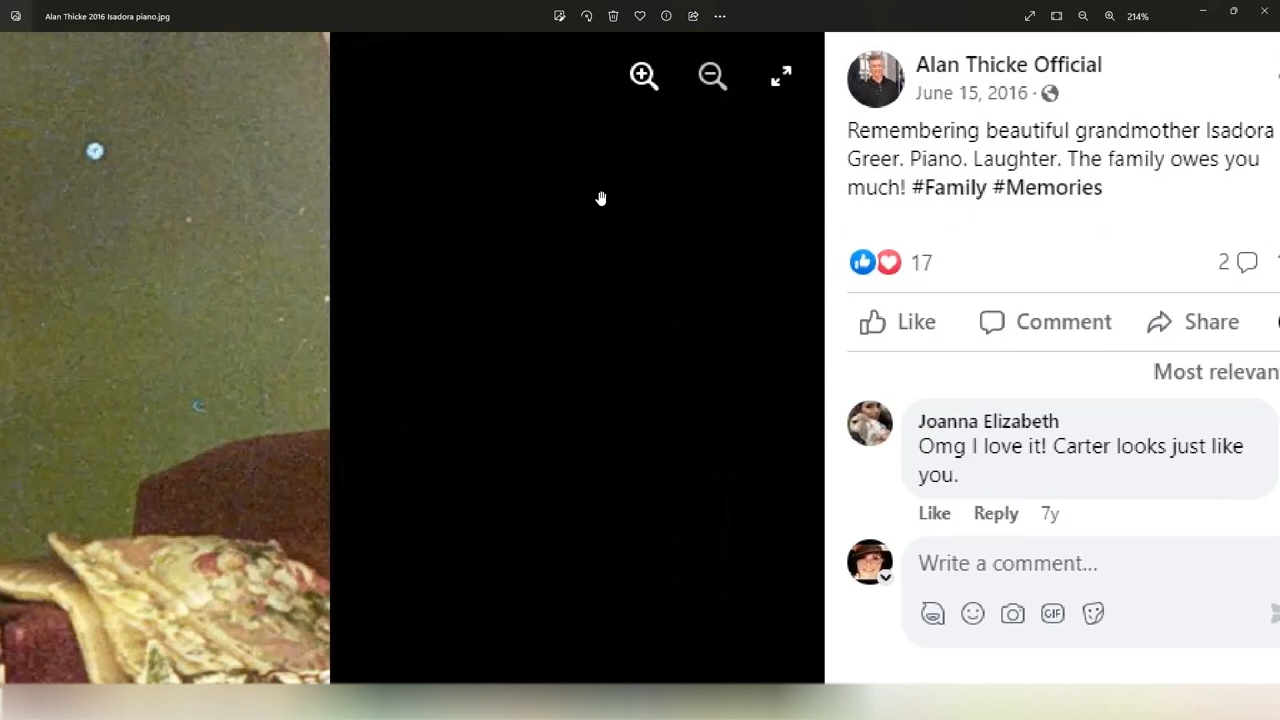 Alan Thicke 2016 Isadora piano.jpg
214%
Alan Thicke Official
June 15, 2016 ·
Remembering beautiful grandmother Isadora
Greer. Piano. Laughter. The family owes you
much! #Family #Memories
17
2
Like
Comment
Share
Most relevan
Joanna Elizabeth
Omg I love it! Carter looks just like
you.
Like
Reply
7y
Write a comment...
GIF